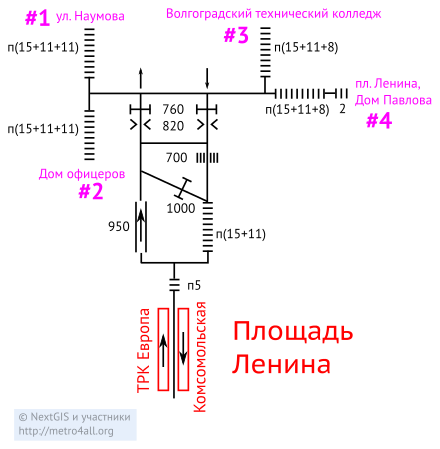 #1 ул. Наумова
Волгоградский технический колледж
#3
п(15+11+11)
п(15+11+8)
пл. Ленина,
Дом Павлова
#4
п(15+11+8)
2
760
820
п(15+11+11)
700
Дом офицеров
#2
1000
950
п(15+11)
п5
ТРК Европа
Комсомольская
Площадь
Ленина
© NextGIS и участники
http://metro4all.org